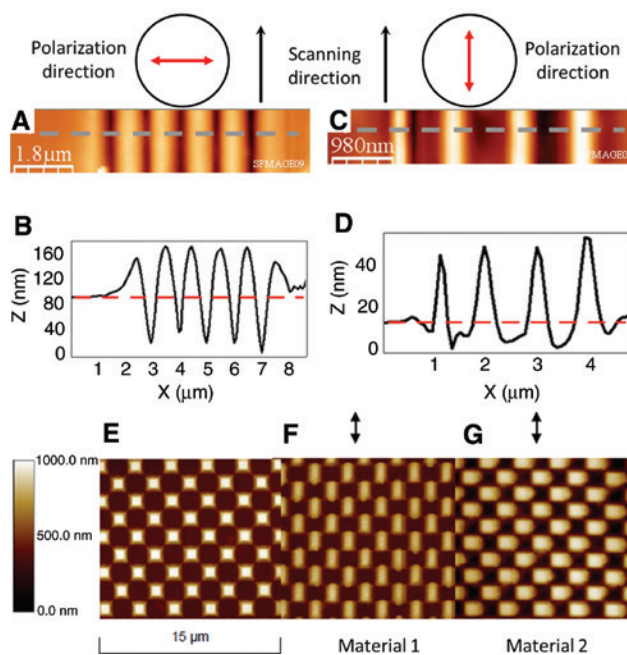 Polarization
direction
Scanning
direction
Polarization
direction
A
1.8μm
SPMAGE09
C
980nm
B
160
120
80
40
0
Z (nm)
1 2 3 4 5 6 7 8
X (μm)
D
40
20
0
Z (nm)
1 2 3 4
X (μm)
E
F
G
1000.0 nm
500.0 nm
0.0 nm
15 μm
Material 1
Material 2